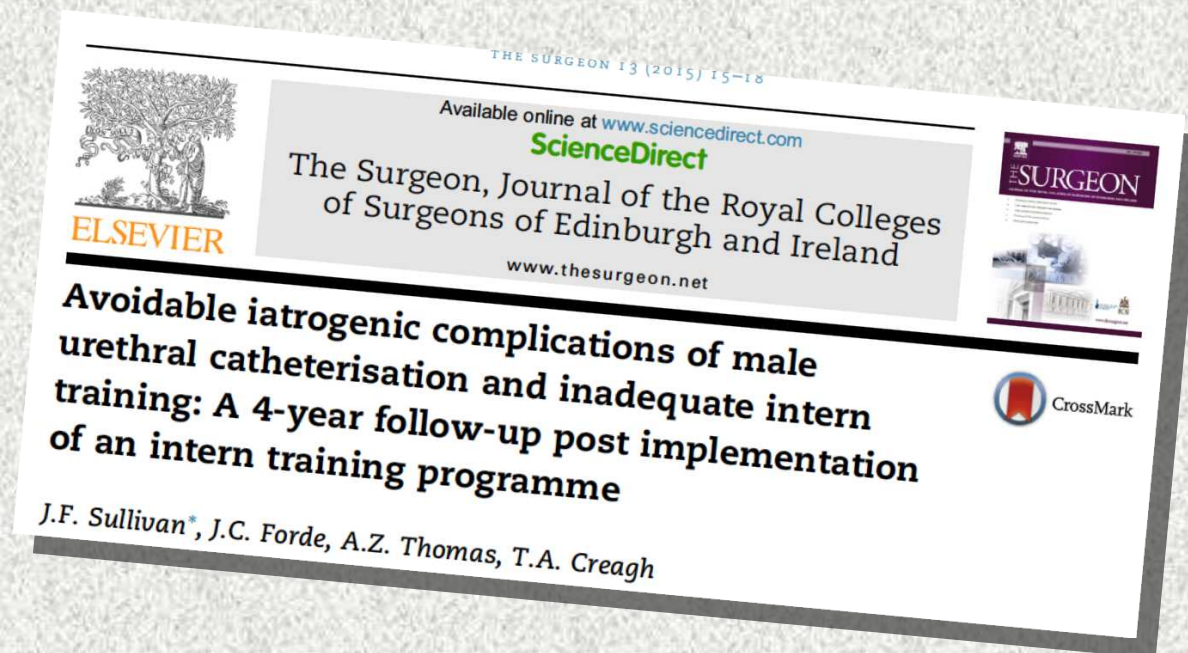 THE SURGEON 13 (2015) 15–18
Available online at www.sciencedirect.com
ScienceDirect
The Surgeon, Journal of the Royal Colleges
of Surgeons of Edinburgh and Ireland
www.thesurgeon.net
ELSEVIER
THE
SURGEON
Avoidable iatrogenic complications of male
urethral catheterisation and inadequate intern
training: A 4-year follow-up post implementation
of an intern training programme
CrossMark
J.F. Sullivan*, J.C. Forde, A.Z. Thomas, T.A. Creagh